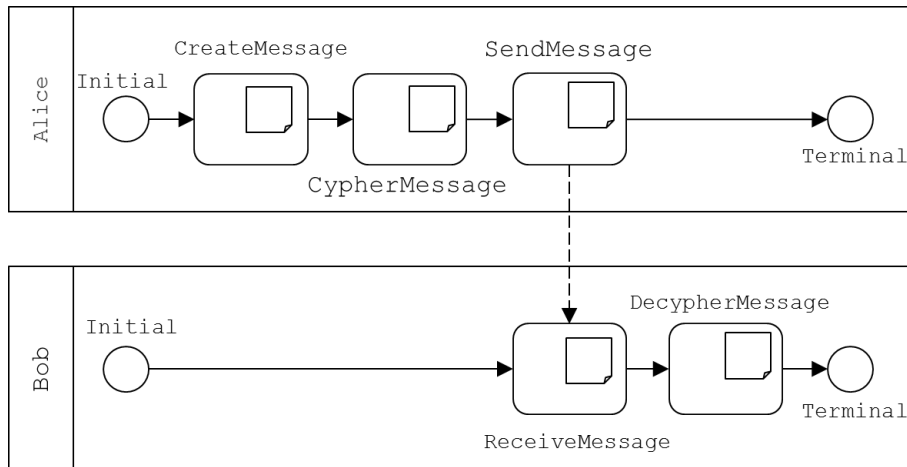 Alice
Initial
CreateMessage
CypherMessage
SendMessage
Terminal
Bob
Initial
ReceiveMessage
DecypherMessage
Terminal